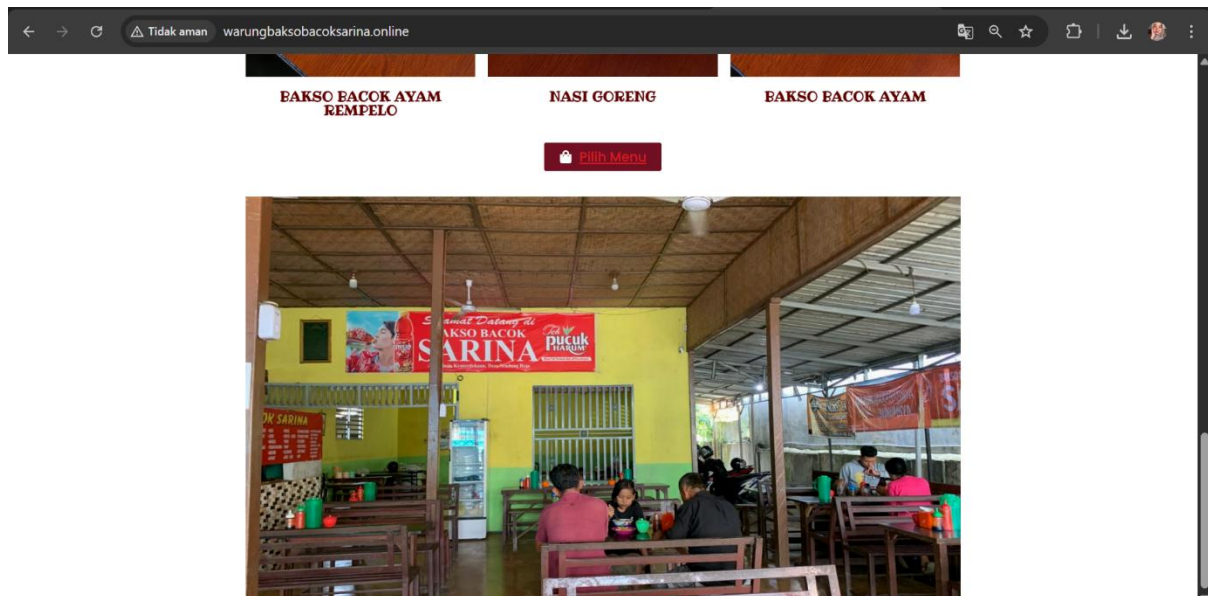 Tidak aman
warungbaksobacoksarina.online
BAKSO BACOK AYAM
REMPELO
NASI GORENG
BAKSO BACOK AYAM
Pilih Menu
Selamat Datang di
BAKSO BACOK
SARINA
Teh
pucuk
HARUM
OK SARINA